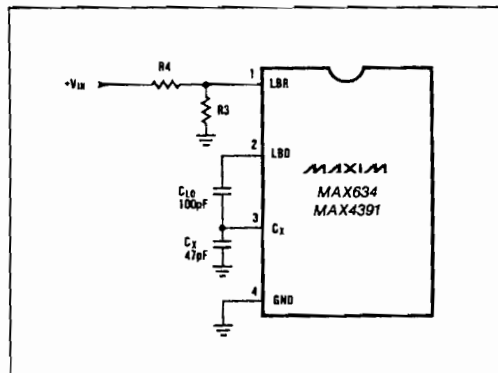 R4
1
+VIN
LBR
R3
2
LBD
MAXIM
MAX634
MAX4391
CLO
100pF
3
CX
CX
47pF
4
GND